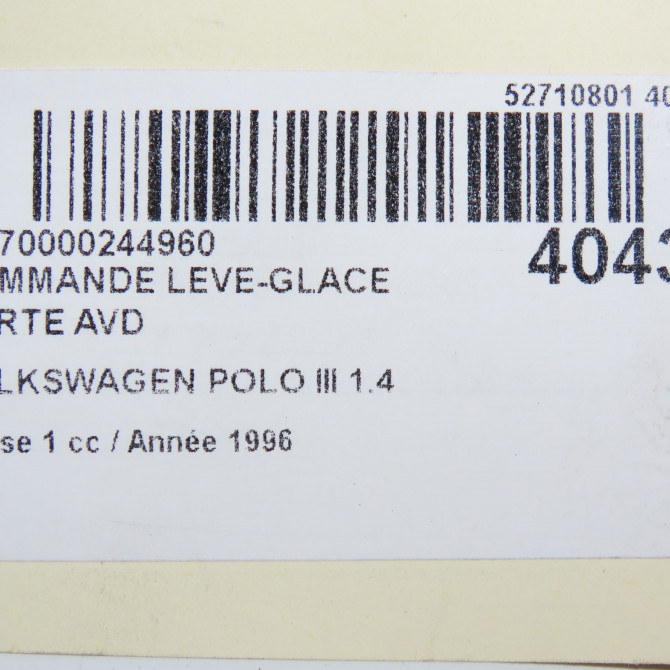 52710801 40
70000244960
4043
MMANDE LEVE-GLACE
RTE AVD
LKSWAGEN POLO III 1.4
se 1 cc / Année 1996